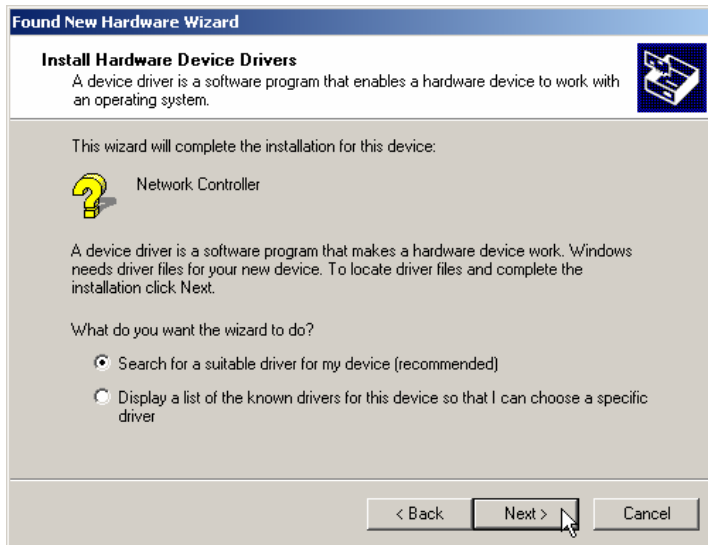 Found New Hardware Wizard
Install Hardware Device Drivers
A device driver is a software program that enables a hardware device to work with
an operating system.
This wizard will complete the installation for this device:
Network Controller
A device driver is a software program that makes a hardware device work. Windows
needs driver files for your new device. To locate driver files and complete the
installation click Next.
What do you want the wizard to do?
Search for a suitable driver for my device (recommended)
Display a list of the known drivers for this device so that I can choose a specific
driver
< Back
Next >
Cancel